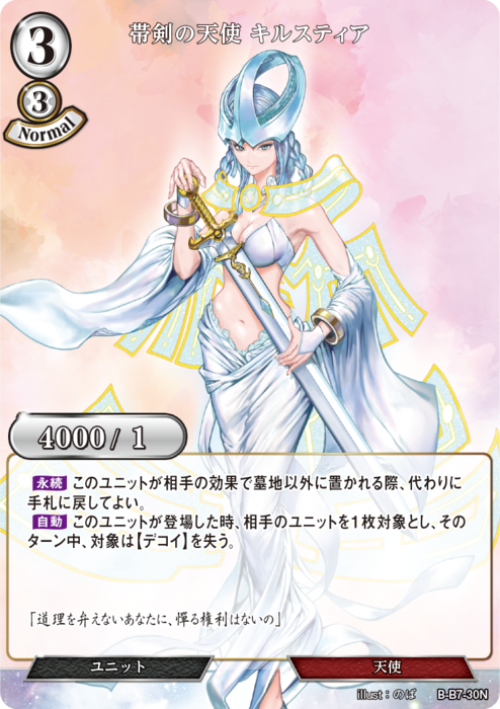 3
帯剣の天使 キルスティア
3
Normal
4000 / 1
永続 このユニットが相手の効果で墓地以外に置かれる際、代わりに
手札に戻してよい。
自動 このユニットが登場した時、相手のユニットを1枚対象とし、その
ターン中、対象は【デコイ】を失う。
「道理を弁えないあなたに、憚る権利はないの」
ユニット
天使
illust：のば
B-B7-30N